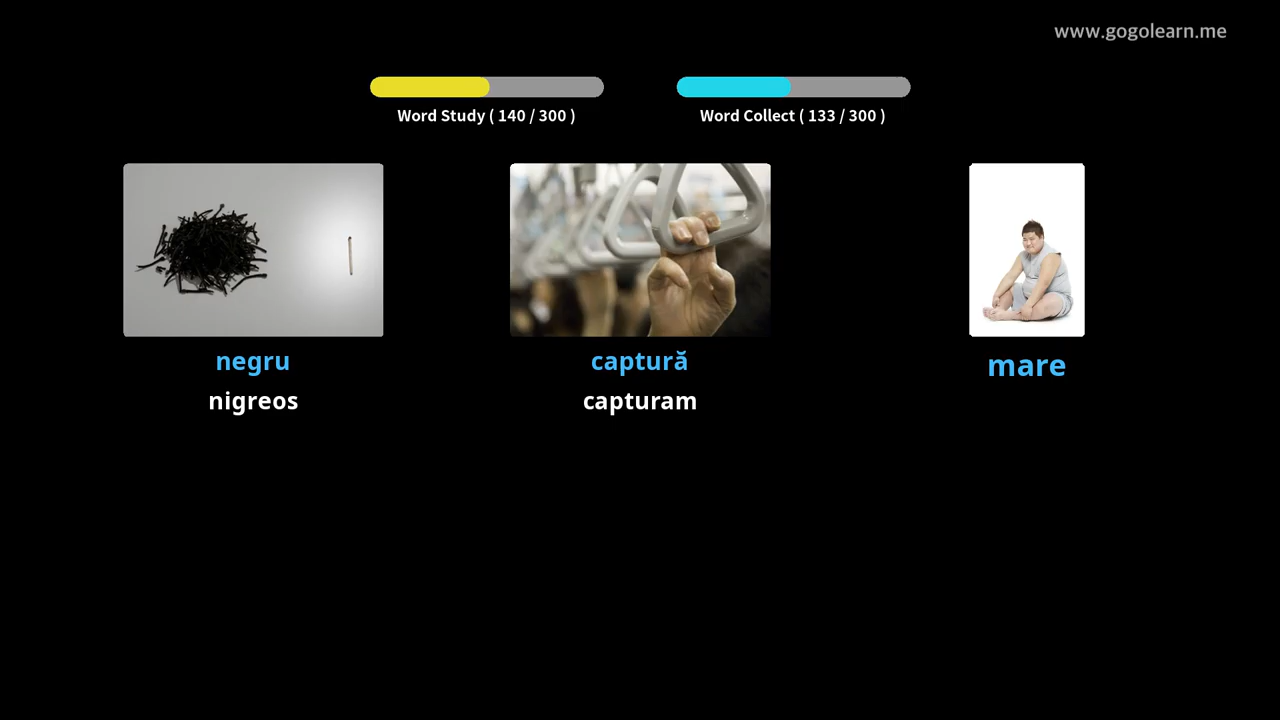 www.gogolearn.me
Word Study ( 140 / 300 )
Word Collect ( 133 / 300 )
negru
nigreos
captură
capturam
mare